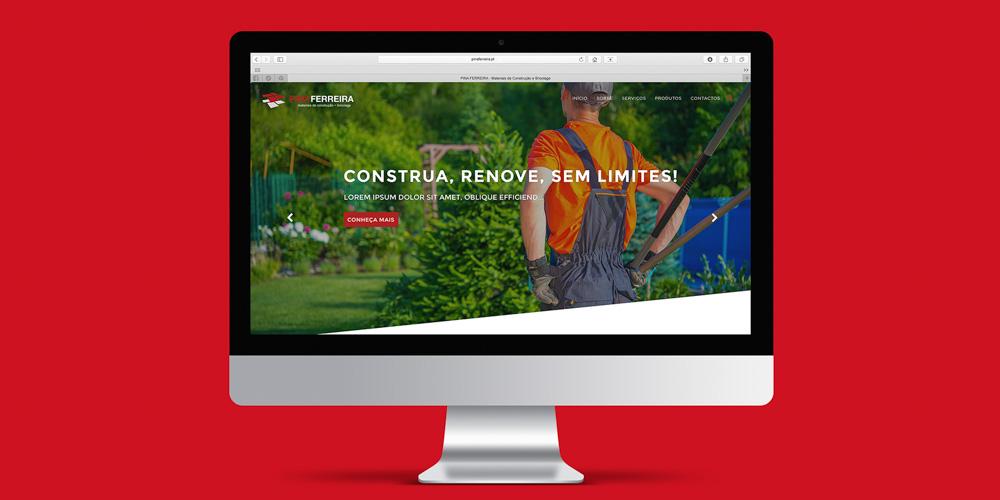 pinaferreira.pt
PINA FERREIRA - Materiais de Construção e Bricolage
PINA FERREIRA
materiais de construção + bricolage
INÍCIO SOBRE SERVIÇOS PRODUTOS CONTACTOS
CONSTRUA, RENOVE, SEM LIMITES!
LOREM IPSUM DOLOR SIT AMET, OBLIQUE EFFICIEND...
CONHEÇA MAIS